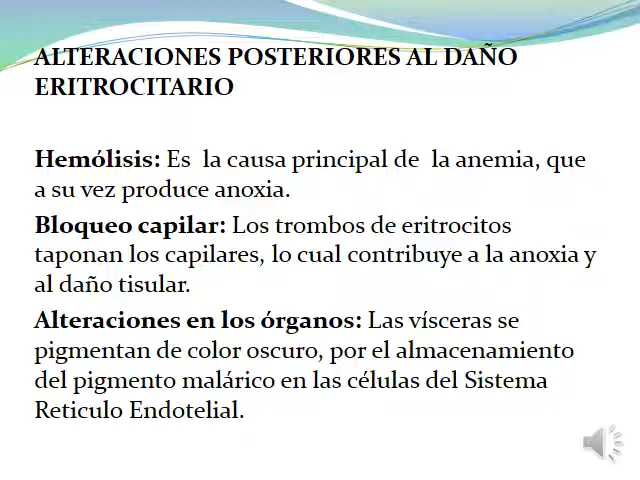 ALTERACIONES POSTERIORES AL DAÑO
ERITROCITARIO
Hemólisis: Es la causa principal de la anemia, que
a su vez produce anoxia.
Bloqueo capilar: Los trombos de eritrocitos
taponan los capilares, lo cual contribuye a la anoxia y
al daño tisular.
Alteraciones en los órganos: Las vísceras se
pigmentan de color oscuro, por el almacenamiento
del pigmento malárico en las células del Sistema
Reticulo Endotelial.